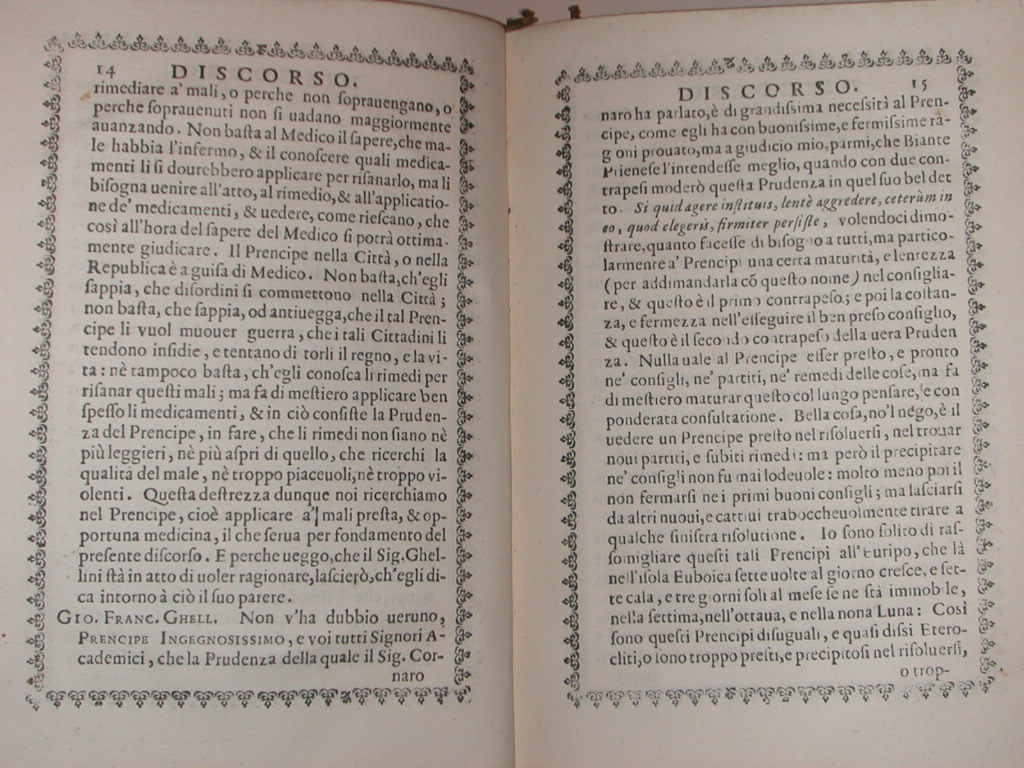 14 DISCORSO.
rimediare a' mali, o perche non ſoprauengano, o'
perche ſoprauenuti non ſi uadano maggiormente
auanzando. Non baſta al Medico il ſapere, che ma-
le habbia l'infermo, & il conoſcere quali medica-
menti li ſi dourebbero applicare per riſanarlo, ma li
biſogna uenire all'atto, al rimedio, & all'applicatio-
ne de' medicamenti, & uedere, come rieſcano, che
così all'hora del ſapere del Medico ſi potrà ottima-
mente giudicare. Il Prencipe nella Città, o nella
Republica è a guiſa di Medico. Non baſta, ch'egli
ſappia, che diſordini ſi commettono nella Città;
non baſta, che ſappia, od antiuegga, che il tal Pren-
cipe li vuol muouer guerra, che i tali Cittadini li
tendono inſidie, e tentano di torli il regno, e la vi-
ta: nè tampoco baſta, ch'egli conoſca li rimedi per
riſanar queſti mali; ma fa di meſtiero applicare ben
ſpeſſo li medicamenti, & in ciò conſiſte la Pruden-
za del Prencipe, in fare, che li rimedi non ſiano nè
più leggieri, nè più aſpri di quello, che ricerchi la
qualità del male, nè troppo piaceuoli, nè troppo vi-
olenti. Queſta deſtrezza dunque noi ricerchiamo
nel Prencipe, cioè applicare a' mali preſta, & op-
portuna medicina, il che ſerua per fondamento del
preſente diſcorſo. E perche ueggo, che il Sig. Ghel-
lini ſtà in atto di uoler ragionare, laſcierò, ch'egli di-
ca intorno à ciò il ſuo parere.
GIO. FRANC. GHELL. Non v'ha dubbio ueruno,
PRENCIPE INGEGNOSISSIMO, e voi tutti Signori A-
cademici, che la Prudenza della quale il Sig. Cor-
naro
DISCORSO. 15
naro ha parlato, è di grandiſsima neceſsità al Pren-
cipe, come egli ha con buoniſsime, e fermiſsime ra-
gioni prouato, ma a giudicio mio, parmi, che Biante
Prieneſe l'intendeſſe meglio, quando con due con-
trapeſi moderò queſta Prudenza in quel ſuo bel det
to. Si quid agere inſtituis, lentè aggredere, ceterùm in
eo, quod elegeris, firmiter perſiſte, volendoci dimo-
ſtrare, quanto faceſſe di biſogno a tutti, ma partico-
larmente a' Prencipi una certa maturità, e lentezza
(per addimandarla cõ queſto nome) nel conſiglia-
re, & queſto è il primo contrapeſo; e poi la coſtan-
za, e fermezza nell'eſſeguire il ben preſo conſiglio,
& queſto è il ſecondo contrapeſo della uera Pruden
za. Nulla uale al Prencipe eſſer preſto, e pronto
ne' conſigli, ne' partiti, ne' remedi delle coſe, ma fa
di meſtiero maturar queſto col lungo penſare, e con
ponderata conſultatione. Bella coſa, no'l négo, è il
uedere un Prencipe preſto nel riſoluerſi, nel trouar
noui partiti, e ſubiti rimedi: ma però il precipitare
ne' conſigli non fu mai lodeuole: molto meno poi il
non fermarſi ne i primi buoni conſigli; ma laſciarſi
da altri nuoui, e cattiui traboccheuolmente tirare a
qualche ſiniſtra riſolutione. Io ſono ſolito di raſ-
ſomigliare queſti tali Prencipi all'Euripo, che là
nell'iſola Euboica ſette uolte al giorno creſce, e ſet-
te cala, e tre giorni ſoli al meſe ſe ne ſtà immobile,
nella ſettima, nell'ottaua, e nella nona Luna: Così
ſono queſti Prencipi diſuguali, e quaſi diſsi Etero-
cliti, o ſono troppo preſti, e precipitoſi nel riſoluerſi,
o trop-